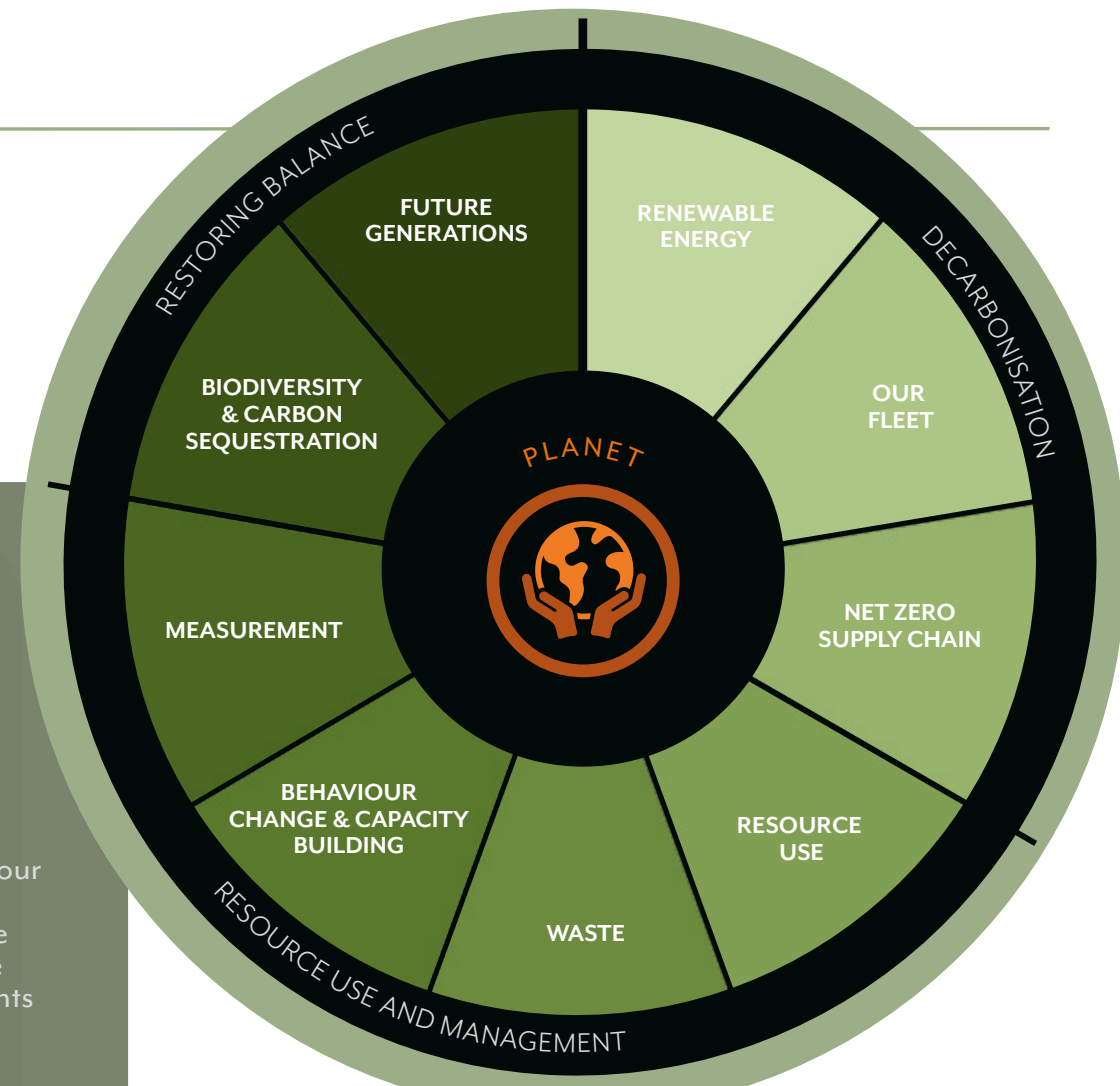 RESTORING BALANCE
DECARBONISATION
RESOURCE USE AND MANAGEMENT
FUTURE
GENERATIONS
RENEWABLE
ENERGY
BIODIVERSITY
& CARBON
SEQUESTRATION
OUR
FLEET
PLANET
MEASUREMENT
NET ZERO
SUPPLY CHAIN
BEHAVIOUR
CHANGE & CAPACITY
BUILDING
RESOURCE
USE
WASTE
our